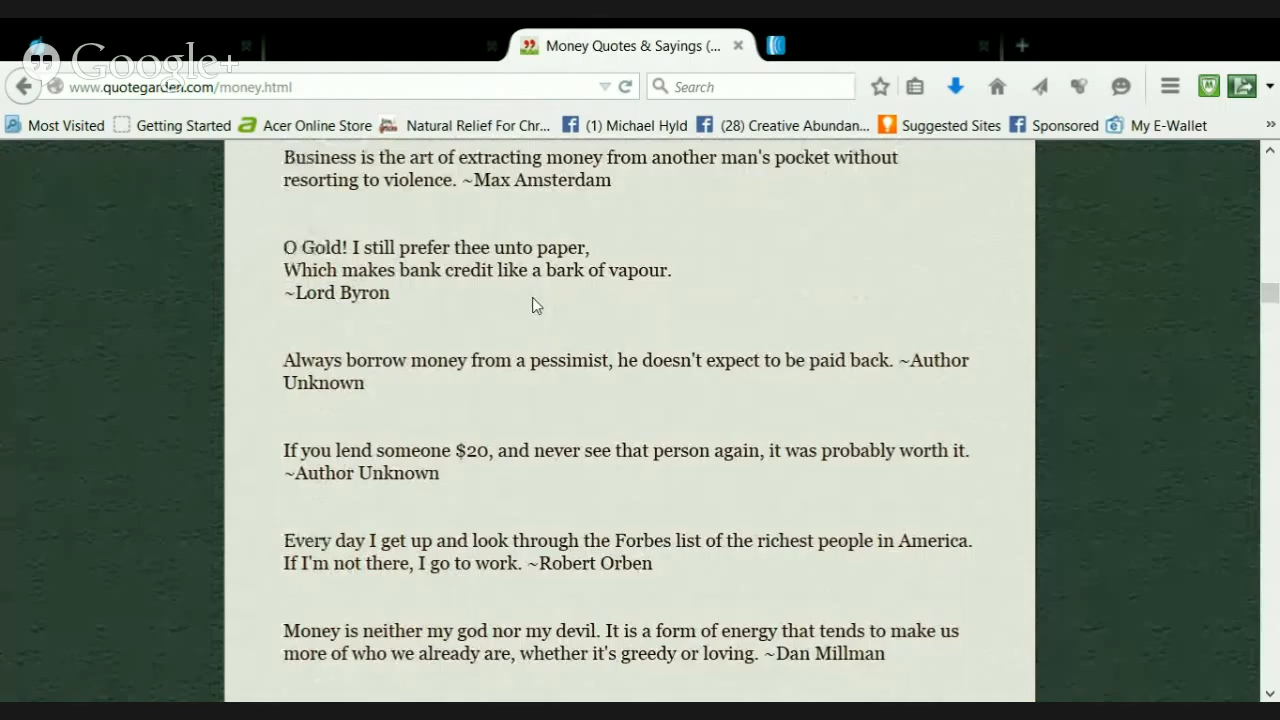 Google+
Money Quotes & Sayings (...
www.quotegarden.com/money.html
Search
Most Visited Getting Started Acer Online Store Natural Relief For Chr... (1) Michael Hyld (28) Creative Abundan... Suggested Sites Sponsored My E-Wallet
Business is the art of extracting money from another man's pocket without
resorting to violence. ~Max Amsterdam
O Gold! I still prefer thee unto paper,
Which makes bank credit like a bark of vapour.
~Lord Byron
Always borrow money from a pessimist, he doesn't expect to be paid back. ~Author
Unknown
If you lend someone $20, and never see that person again, it was probably worth it.
~Author Unknown
Every day I get up and look through the Forbes list of the richest people in America.
If I'm not there, I go to work. ~Robert Orben
Money is neither my god nor my devil. It is a form of energy that tends to make us
more of who we already are, whether it's greedy or loving. ~Dan Millman